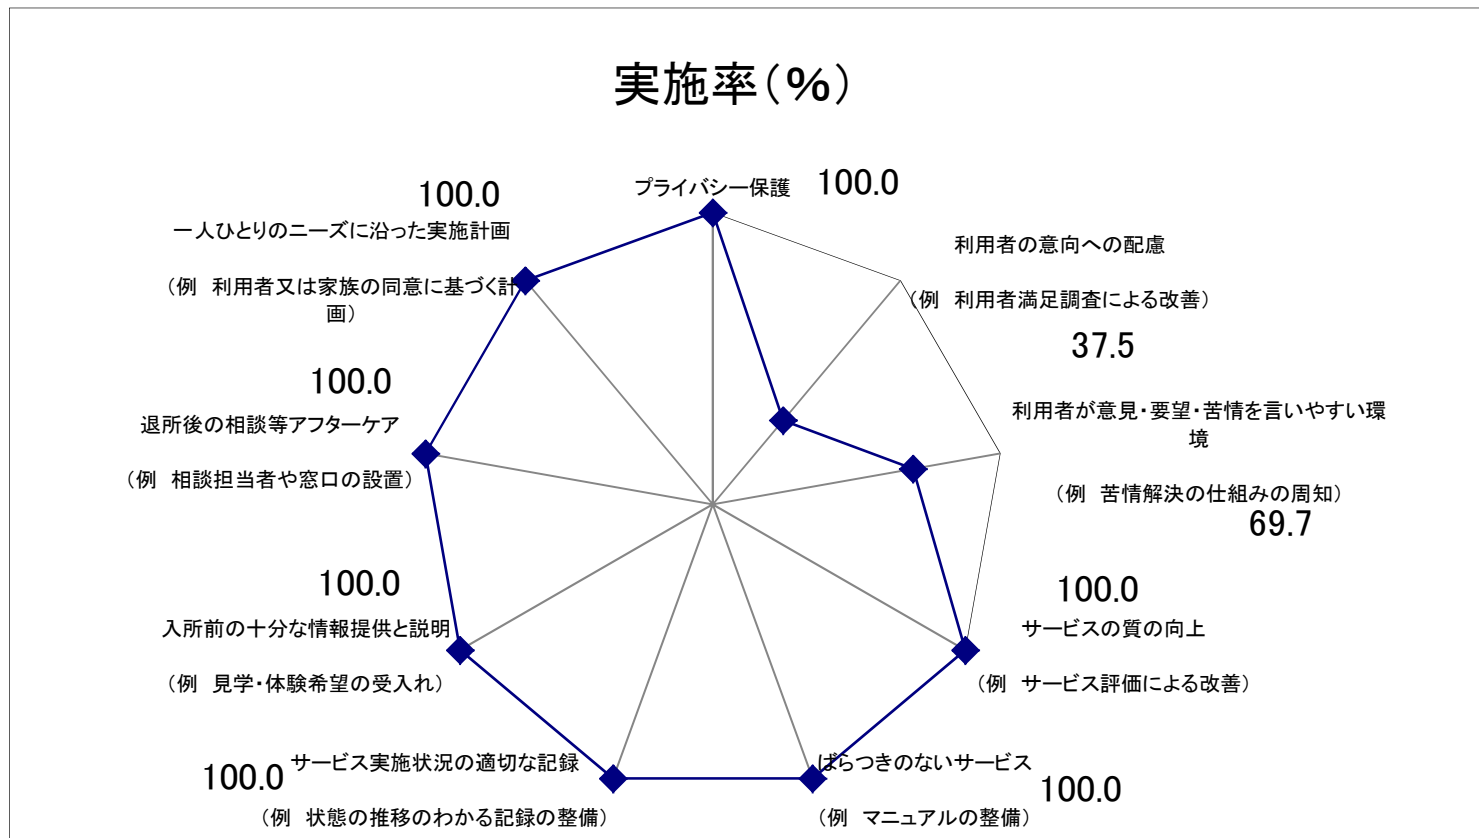 実施率(%)
プライバシー保護
100.0
利用者の意向への配慮
(例 利用者満足調査による改善)
37.5
利用者が意見・要望・苦情を言いやすい環
境
(例 苦情解決の仕組みの周知)
69.7
100.0
サービスの質の向上
(例 サービス評価による改善)
ばらつきのないサービス
100.0
(例 マニュアルの整備)
サービス実施状況の適切な記録
100.0
(例 状態の推移のわかる記録の整備)
100.0
入所前の十分な情報提供と説明
(例 見学・体験希望の受入れ)
100.0
退所後の相談等アフターケア
(例 相談担当者や窓口の設置)
100.0
一人ひとりのニーズに沿った実施計画
(例 利用者又は家族の同意に基づく計
画)